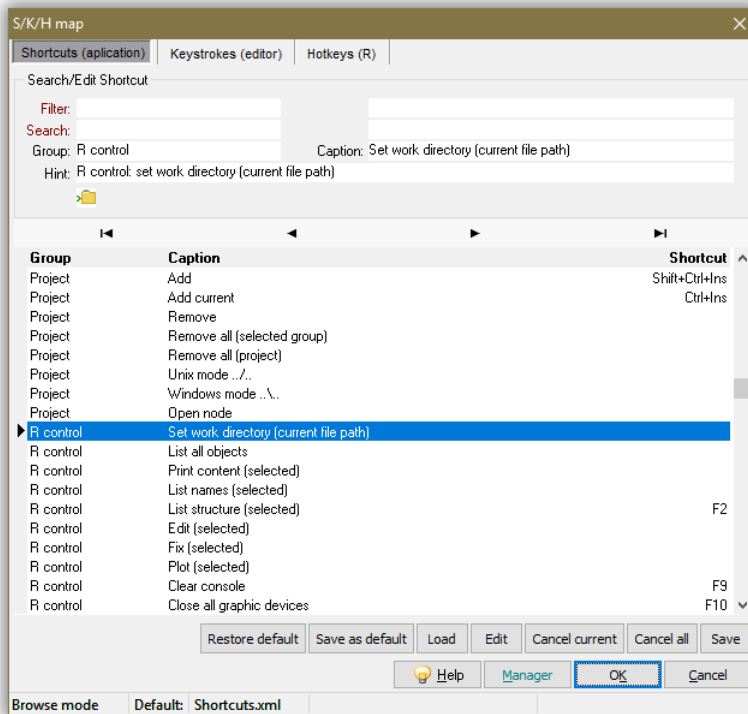 S/K/H map
Shortcuts (aplication) Keystrokes (editor) Hotkeys (R)
Search/Edit Shortcut
Filter:
Search:
Group: R control Caption: Set work directory (current file path)
Hint: R control: set work directory (current file path)
Group Caption Shortcut
Project Add Shift+Ctrl+Ins
Project Add current Ctrl+Ins
Project Remove
Project Remove all (selected group)
Project Remove all (project)
Project Unix mode ../..
Project Windows mode ..\..
Project Open node
R control Set work directory (current file path)
R control List all objects
R control Print content (selected)
R control List names (selected)
R control List structure (selected) F2
R control Edit (selected)
R control Fix (selected)
R control Plot (selected)
R control Clear console F9
R control Close all graphic devices F10
Restore default Save as default Load Edit Cancel current Cancel all Save
Help Manager OK Cancel
Browse mode Default: Shortcuts.xml